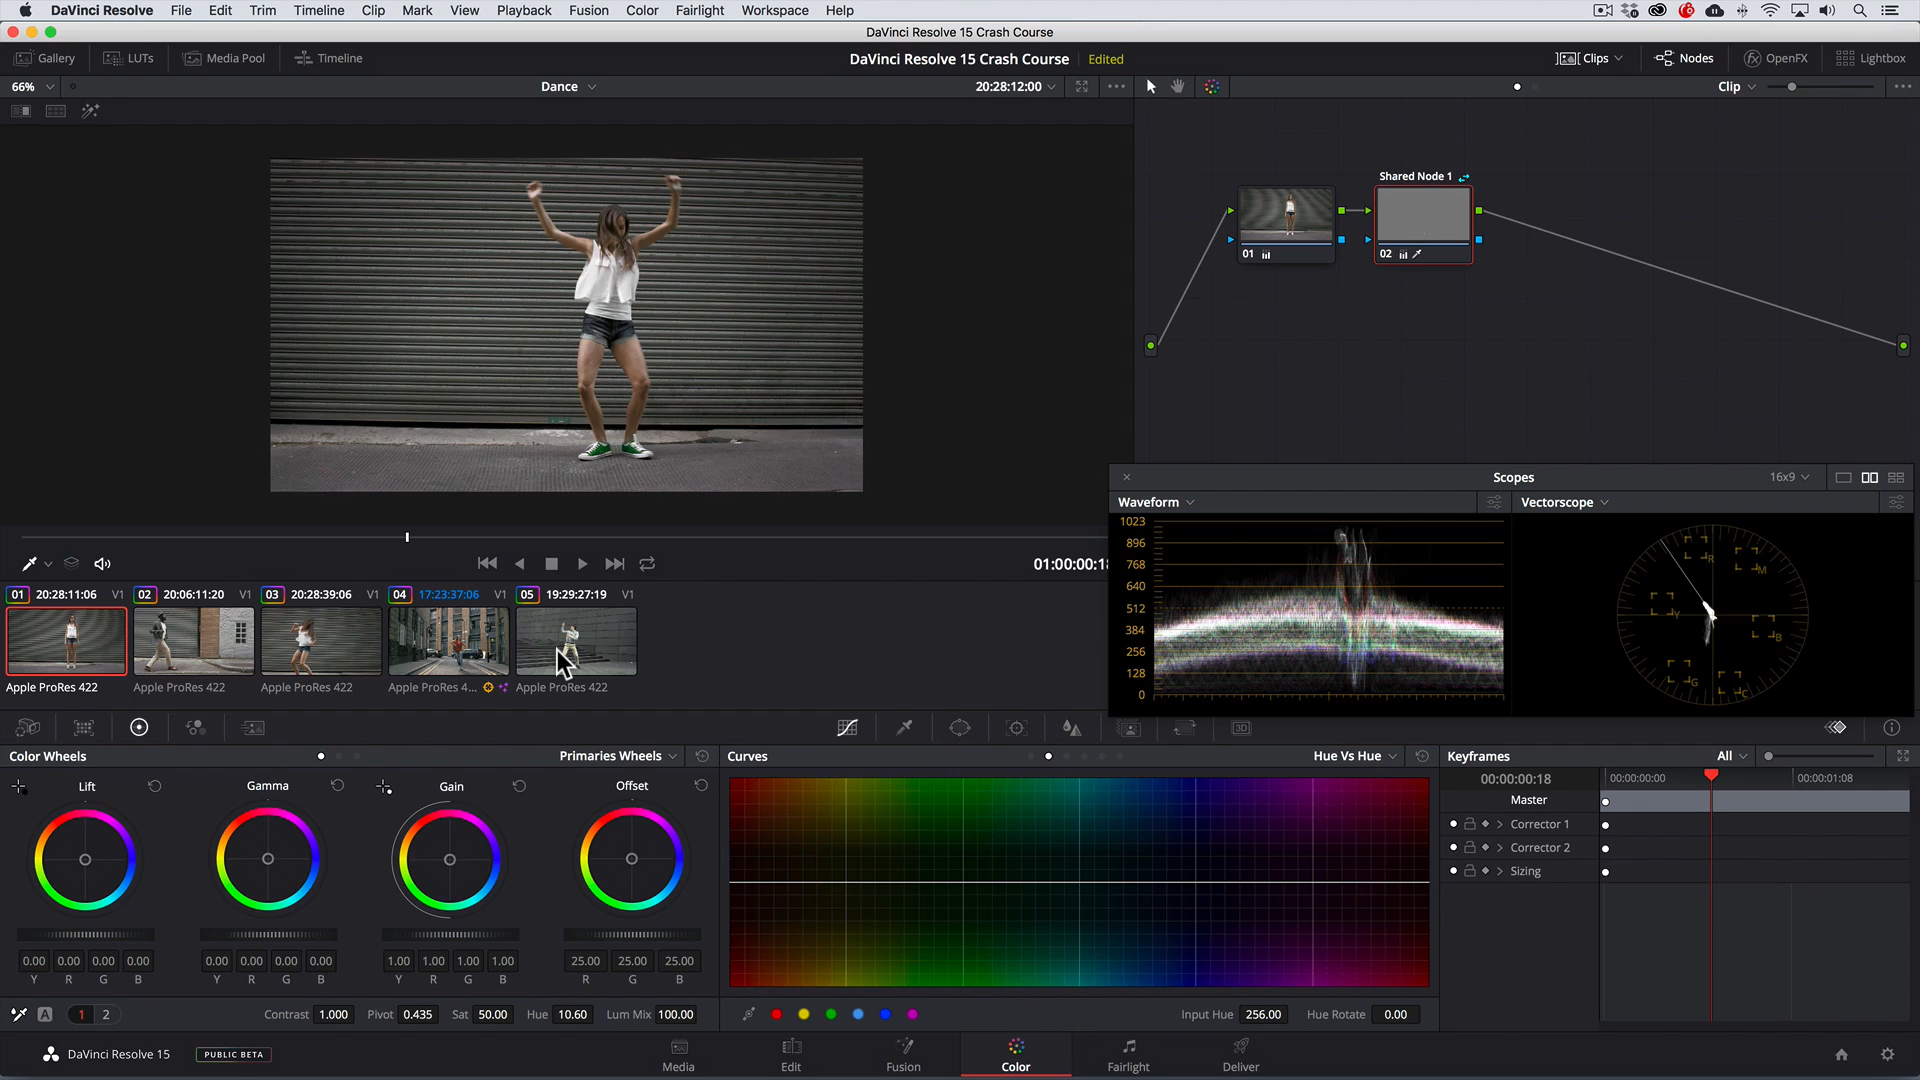 DaVinci Resolve File Edit Trim Timeline Clip Mark View Playback Fusion Color Fairlight Workspace Help
DaVinci Resolve 15 Crash Course
Gallery LUTs Media Pool Timeline DaVinci Resolve 15 Crash Course Edited Clips Nodes OpenFX Lightbox
66% Dance 20:28:12:00 Clip
Shared Node 1
01 02
Scopes 16x9
Waveform Vectorscope
1023
896
768
640
512
384
256
128
0
R
M
Y
B
G
C
01:00:00:18
01 20:28:11:06 V1 02 20:06:11:20 V1 03 20:28:39:06 V1 04 17:23:37:06 V1 05 19:29:27:19 V1
Apple ProRes 422 Apple ProRes 422 Apple ProRes 422 Apple ProRes 4... Apple ProRes 422
3D
Color Wheels Primaries Wheels Curves Hue Vs Hue Keyframes All
00:00:00:18 00:00:00:00 00:00:01:08
Lift Gamma Gain Offset
Master
Corrector 1
Corrector 2
Sizing
0.00 0.00 0.00 0.00 0.00 0.00 0.00 0.00 1.00 1.00 1.00 1.00 25.00 25.00 25.00
Y R G B Y R G B Y R G B R G B
A 1 2 Contrast 1.000 Pivot 0.435 Sat 50.00 Hue 10.60 Lum Mix 100.00 Input Hue 256.00 Hue Rotate 0.00
DaVinci Resolve 15 PUBLIC BETA Media Edit Fusion Color Fairlight Deliver